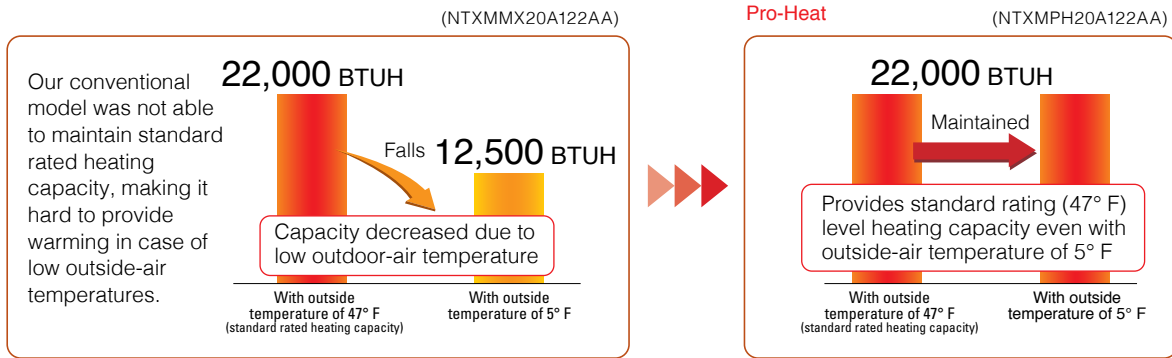 (NTXMMX20A122AA)
Our conventional
model was not able
to maintain standard
rated heating
capacity, making it
hard to provide
warming in case of
low outside-air
temperatures.
22,000 BTUH
Falls
12,500 BTUH
Capacity decreased due to
low outdoor-air temperature
With outside
temperature of 47° F
(standard rated heating capacity)
With outside
temperature of 5° F
Pro-Heat
(NTXMPH20A122AA)
22,000 BTUH
Maintained
Provides standard rating (47° F)
level heating capacity even with
outside-air temperature of 5° F
With outside
temperature of 47° F
(standard rated heating capacity)
With outside
temperature of 5° F